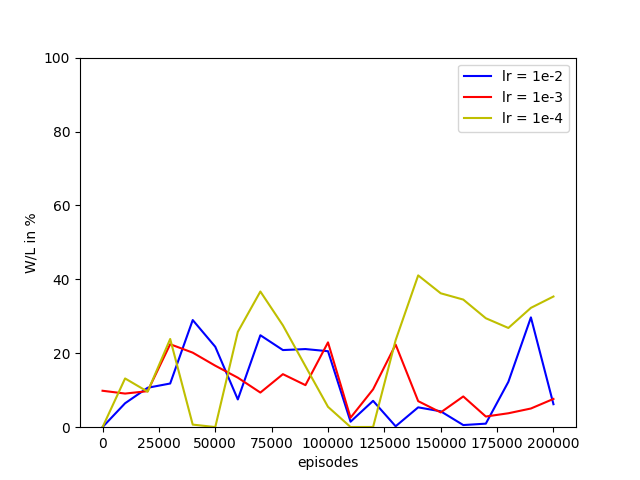 100
80
60
40
20
0
W/L in %
lr = 1e-2
lr = 1e-3
lr = 1e-4
0 25000 50000 75000 100000 125000 150000 175000 200000
episodes